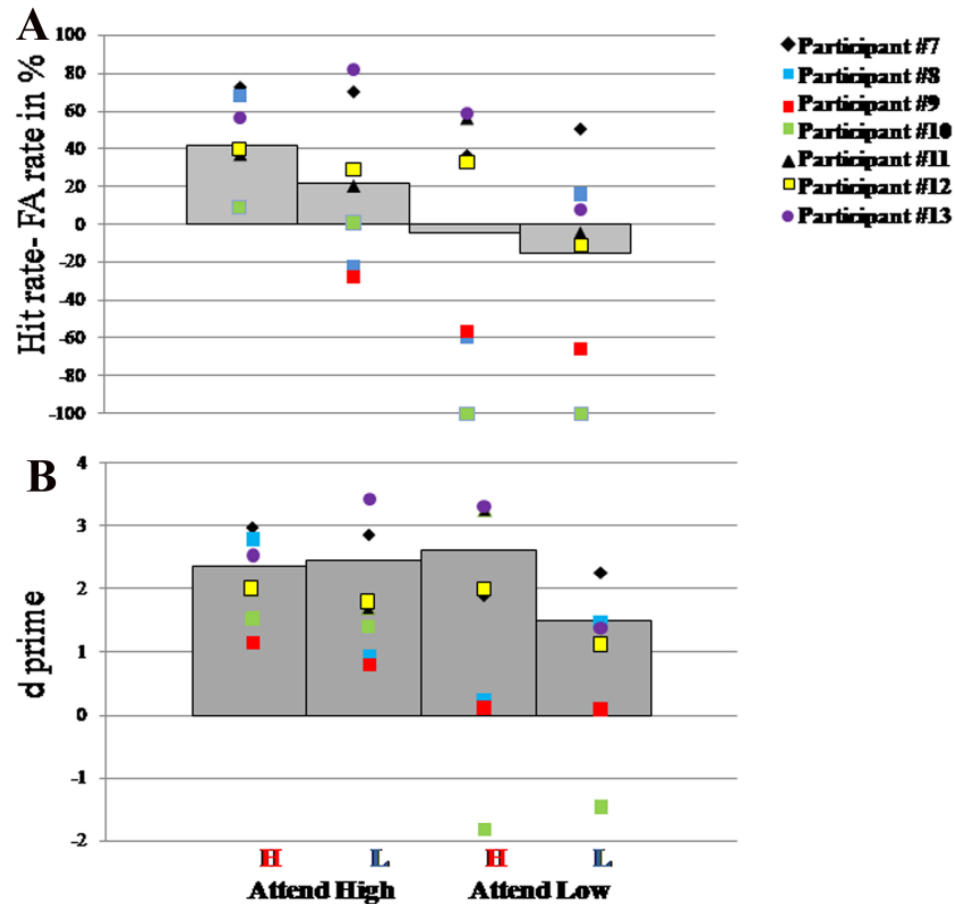 A
Hit rate- FA rate in %
100
80
60
40
20
0
-20
-40
-60
-80
-100
Participant #7
Participant #8
Participant #9
Participant #10
Participant #11
Participant #12
Participant #13
B
d prime
4
3
2
1
0
-1
-2
H L H L
Attend High Attend Low